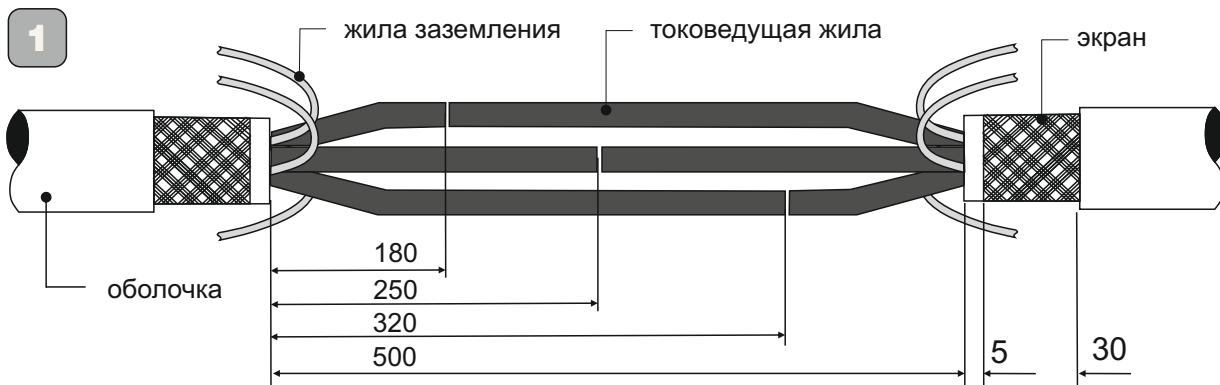 1
жила заземления
токоведущая жила
экран
оболочка
180
250
320
500
5
30